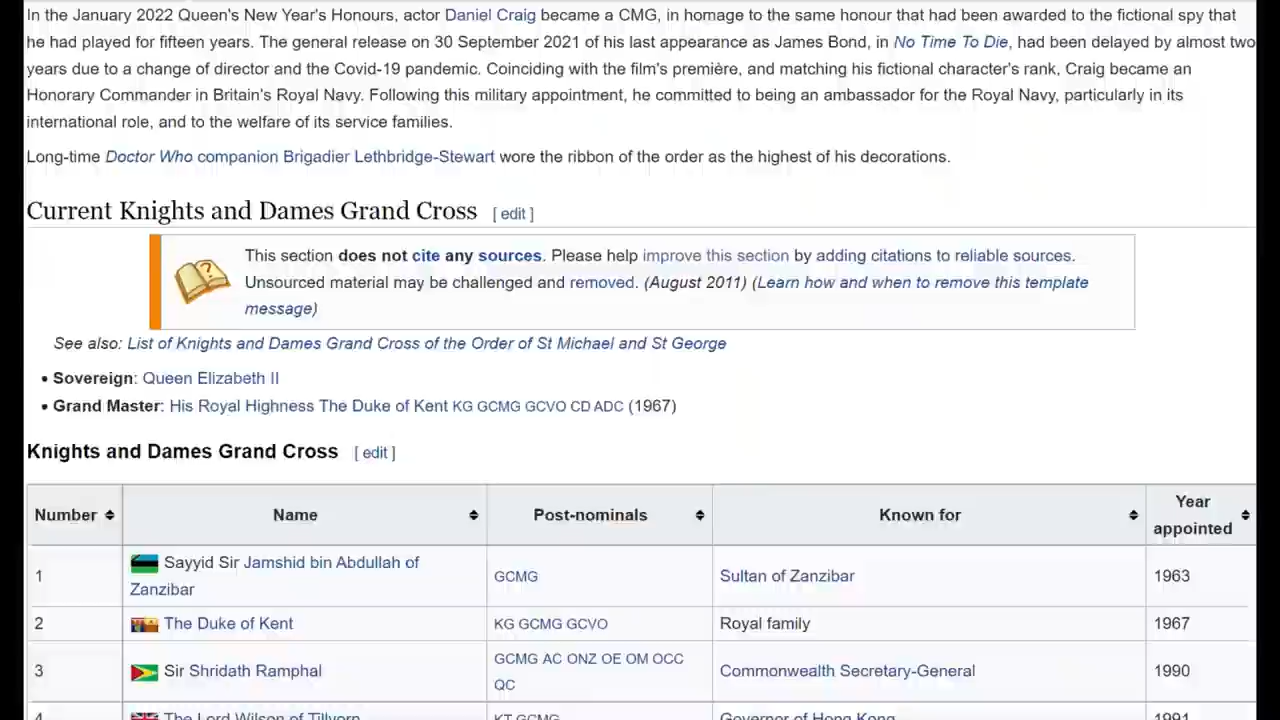 In the January 2022 Queen's New Year's Honours, actor Daniel Craig became a CMG, in homage to the same honour that had been awarded to the fictional spy that
he had played for fifteen years. The general release on 30 September 2021 of his last appearance as James Bond, in No Time To Die, had been delayed by almost two
years due to a change of director and the Covid-19 pandemic. Coinciding with the film's première, and matching his fictional character's rank, Craig became an
Honorary Commander in Britain's Royal Navy. Following this military appointment, he committed to being an ambassador for the Royal Navy, particularly in its
international role, and to the welfare of its service families.
Long-time Doctor Who companion Brigadier Lethbridge-Stewart wore the ribbon of the order as the highest of his decorations.
Current Knights and Dames Grand Cross [ edit ]
This section does not cite any sources. Please help improve this section by adding citations to reliable sources.
Unsourced material may be challenged and removed. (August 2011) (Learn how and when to remove this template
message)
See also: List of Knights and Dames Grand Cross of the Order of St Michael and St George
• Sovereign: Queen Elizabeth II
• Grand Master: His Royal Highness The Duke of Kent KG GCMG GCVO CD ADC (1967)
Knights and Dames Grand Cross [ edit ]
Number Name Post-nominals Known for Year appointed
1 Sayyid Sir Jamshid bin Abdullah of Zanzibar GCMG Sultan of Zanzibar 1963
2 The Duke of Kent KG GCMG GCVO Royal family 1967
3 Sir Shridath Ramphal GCMG AC ONZ OE OM OCC QC Commonwealth Secretary-General 1990
4 The Lord Wilson of Tillyorn KT GCMG Governor of Hong Kong 1991